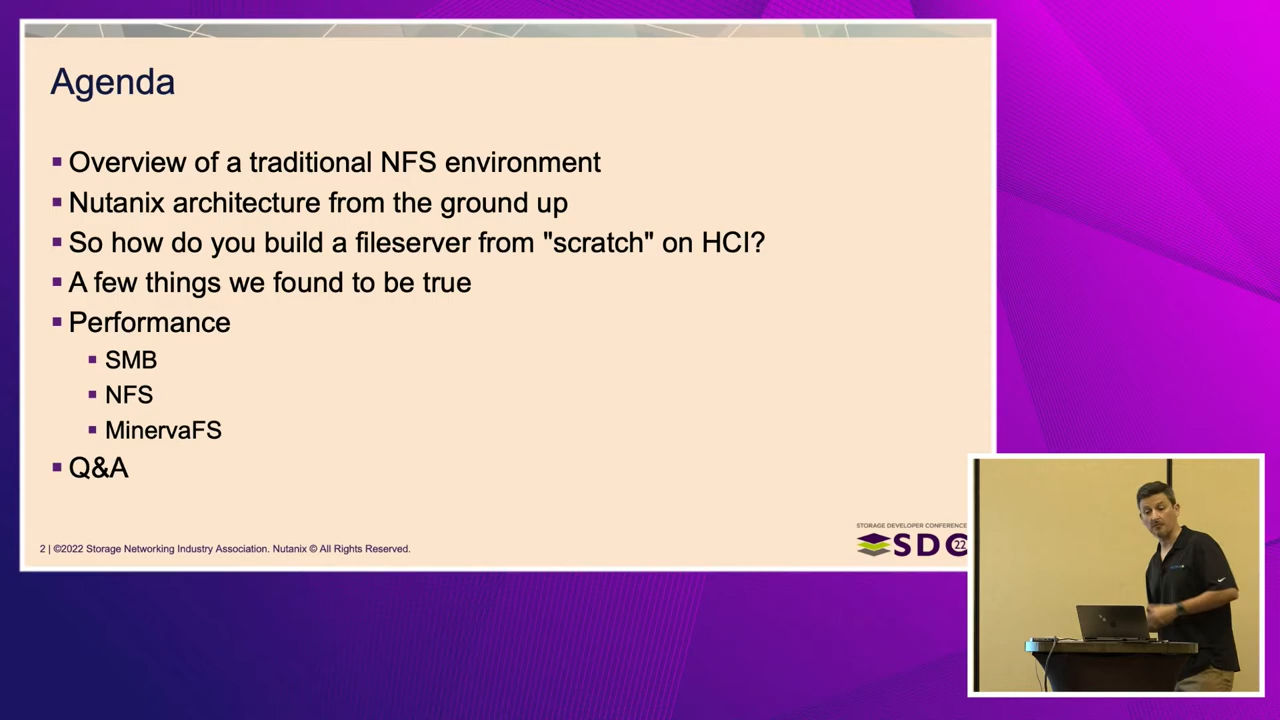 Agenda
Overview of a traditional NFS environment
Nutanix architecture from the ground up
So how do you build a fileserver from "scratch" on HCI?
A few things we found to be true
Performance
SMB
NFS
MinervaFS
Q&A
2 | ©2022 Storage Networking Industry Association. Nutanix © All Rights Reserved.
STORAGE DEVELOPER CONFERENCE
SDC
22